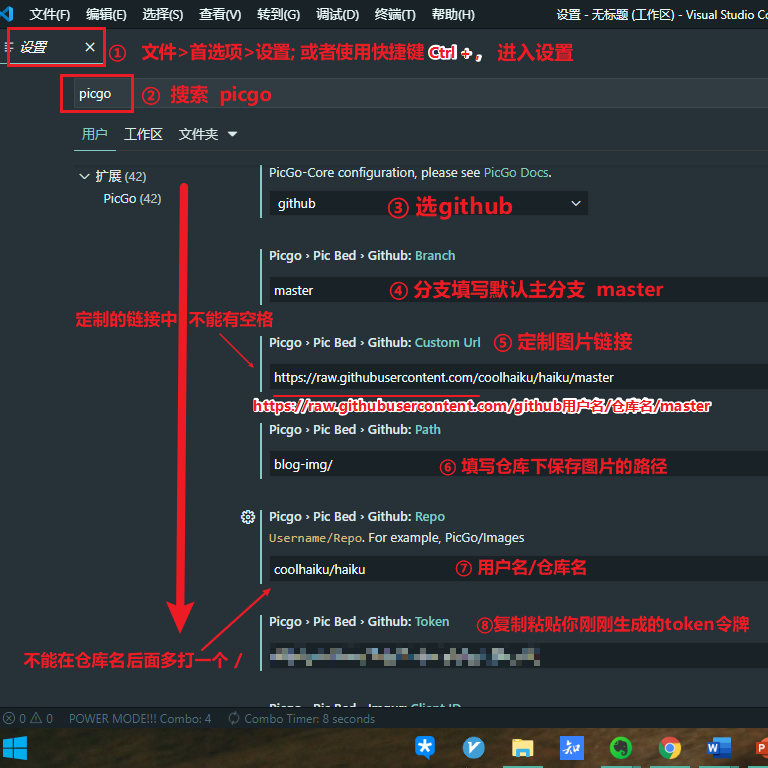 文件(F) 编辑(E) 选择(S) 查看(V) 转到(G) 调试(D) 终端(T) 帮助(H) 设置 - 无标题 (工作区) - Visual Studio Co
设置 × ① 文件>首选项>设置; 或者使用快捷键 Ctrl + , 进入设置
picgo ② 搜索 picgo
用户 工作区 文件夹
扩展 (42)
PicGo (42)
PicGo-Core configuration, please see PicGo Docs.
github ③ 选github
Picgo › Pic Bed › Github: Branch
master ④ 分支填写默认主分支 master
定制的链接中 不能有空格
Picgo › Pic Bed › Github: Custom Url ⑤ 定制图片链接
https://raw.githubusercontent.com/coolhaiku/haiku/master
https://raw.githubusercontent.com/github用户名/仓库名/master
Picgo › Pic Bed › Github: Path
blog-img/ ⑥ 填写仓库下保存图片的路径
Picgo › Pic Bed › Github: Repo
Username/Repo. For example, PicGo/Images
coolhaiku/haiku ⑦ 用户名/仓库名
Picgo › Pic Bed › Github: Token ⑧复制粘贴你刚刚生成的token令牌
不能在仓库名后面多打一个 /
Picgo › Pic Bed › Imgur: Client ID
0 0 POWER MODE!!! Combo: 4 Combo Timer: 8 seconds